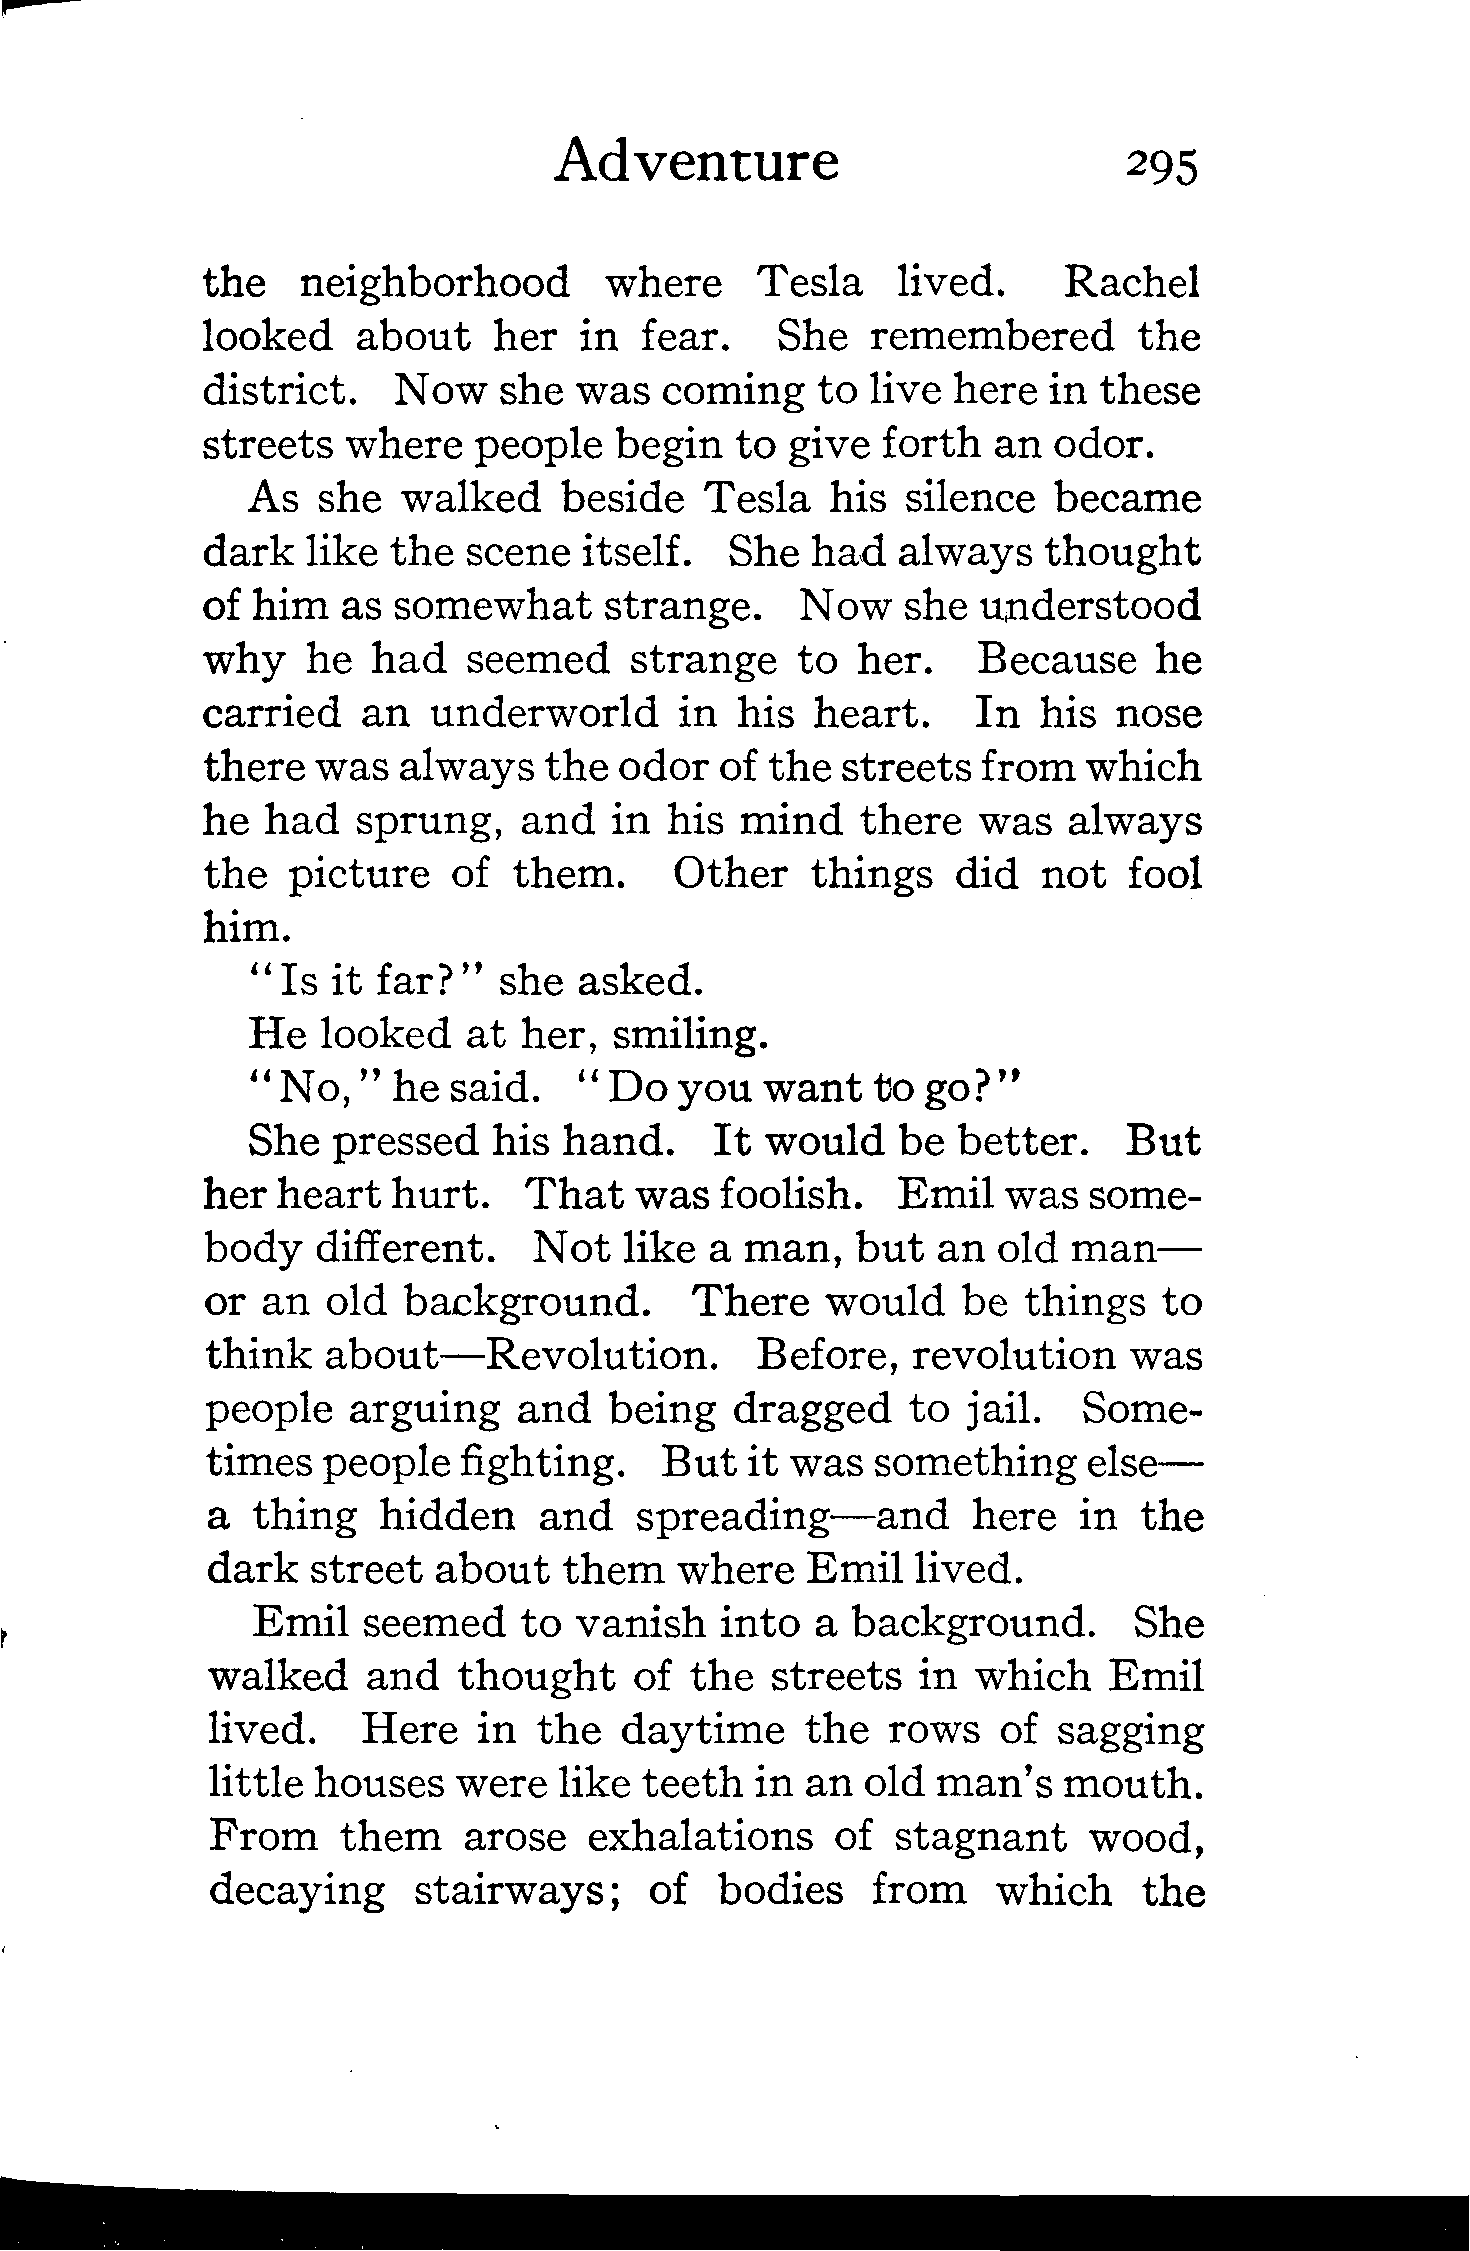 Adventure 295
the neighborhood where Tesla lived. Rachel
looked about her in fear. She remembered the
district. Now she was coming to live here in these
streets where people begin to give forth an odor.
As she walked beside Tesla his silence became
dark like the scene itself. She had always thought
of him as somewhat strange. Now she understood
why he had seemed strange to her. Because he
carried an underworld in his heart. In his nose
there was always the odor of the streets from which
he had sprung, and in his mind there was always
the picture of them. Other things did not fool
him.
"Is it far?" she asked.
He looked at her, smiling.
"No," he said. "Do you want to go?"
She pressed his hand. It would be better. But
her heart hurt. That was foolish. Emil was some-
body different. Not like a man, but an old man—
or an old background. There would be things to
think about—Revolution. Before, revolution was
people arguing and being dragged to jail. Some-
times people fighting. But it was something else—
a thing hidden and spreading—and here in the
dark street about them where Emil lived.
Emil seemed to vanish into a background. She
walked and thought of the streets in which Emil
lived. Here in the daytime the rows of sagging
little houses were like teeth in an old man's mouth.
From them arose exhalations of stagnant wood,
decaying stairways; of bodies from which the